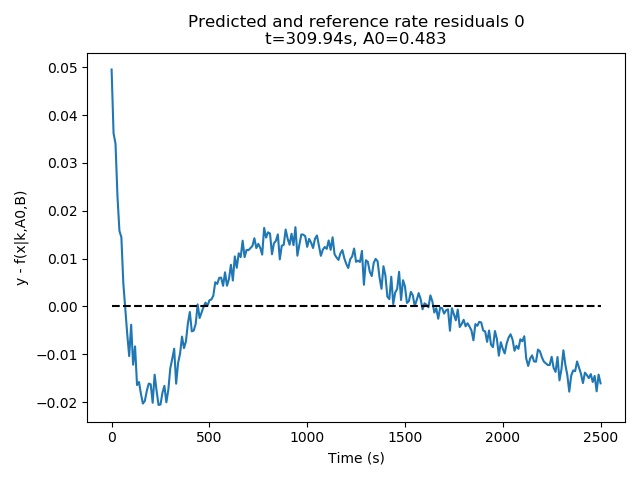 Predicted and reference rate residuals 0
t=309.94s, A0=0.483
y - f(x|k,A0,B)
0.05
0.04
0.03
0.02
0.01
0.00
−0.01
−0.02
0 500 1000 1500 2000 2500
Time (s)